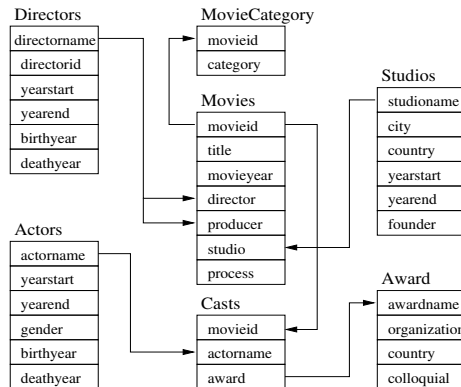 Directors
directorname
directorid
yearstart
yearend
birthyear
deathyear
MovieCategory
movieid
category
Movies
movieid
title
movieyear
director
producer
studio
process
Studios
studioname
city
country
yearstart
yearend
founder
Actors
actorname
yearstart
yearend
gender
birthyear
deathyear
Casts
movieid
actorname
award
Award
awardname
organization
country
colloquial